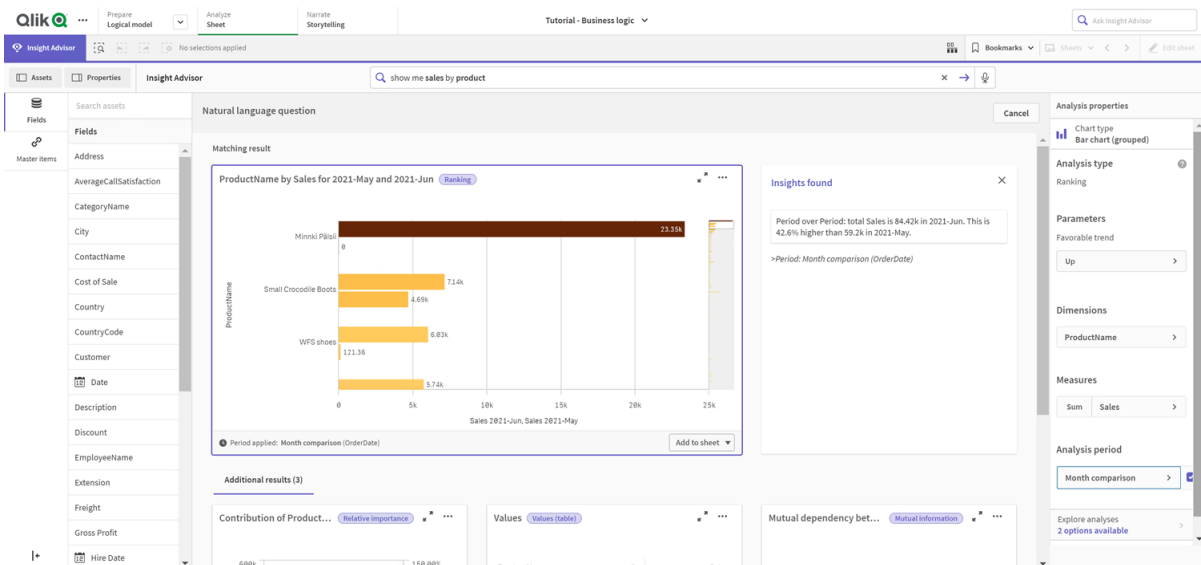 Qlik
Prepare
Logical model
Analyze
Sheet
Narrate
Storytelling
Tutorial - Business logic
Ask Insight Advisor
Insight Advisor
No selections applied
Bookmarks
Sheets
Edit sheet
Assets
Properties
Insight Advisor
show me sales by product
Fields
Master items
Search assets
Fields
Address
AverageCallSatisfaction
CategoryName
City
ContactName
Cost of Sale
Country
CountryCode
Customer
Date
Description
Discount
EmployeeName
Extension
Freight
Gross Profit
Hire Date
Natural language question
Cancel
Matching result
ProductName by Sales for 2021-May and 2021-Jun
Ranking
ProductName
Minnki Pälsii
23.35k
0
Small Crocodile Boots
7.14k
4.69k
WFS shoes
6.03k
121.36
5.74k
0 5k 10k 15k 20k 25k
Sales 2021-Jun, Sales 2021-May
Period applied: Month comparison (OrderDate)
Add to sheet
Insights found
Period over Period: total Sales is 84.42k in 2021-Jun. This is
42.6% higher than 59.2k in 2021-May.
>Period: Month comparison (OrderDate)
Additional results (3)
Contribution of Product...
Relative importance
600k
150.00%
Values
Values (table)
Mutual dependency bet...
Mutual information
Analysis properties
Chart type
Bar chart (grouped)
Analysis type
Ranking
Parameters
Favorable trend
Up
Dimensions
ProductName
Measures
Sum
Sales
Analysis period
Month comparison
Explore analyses
2 options available